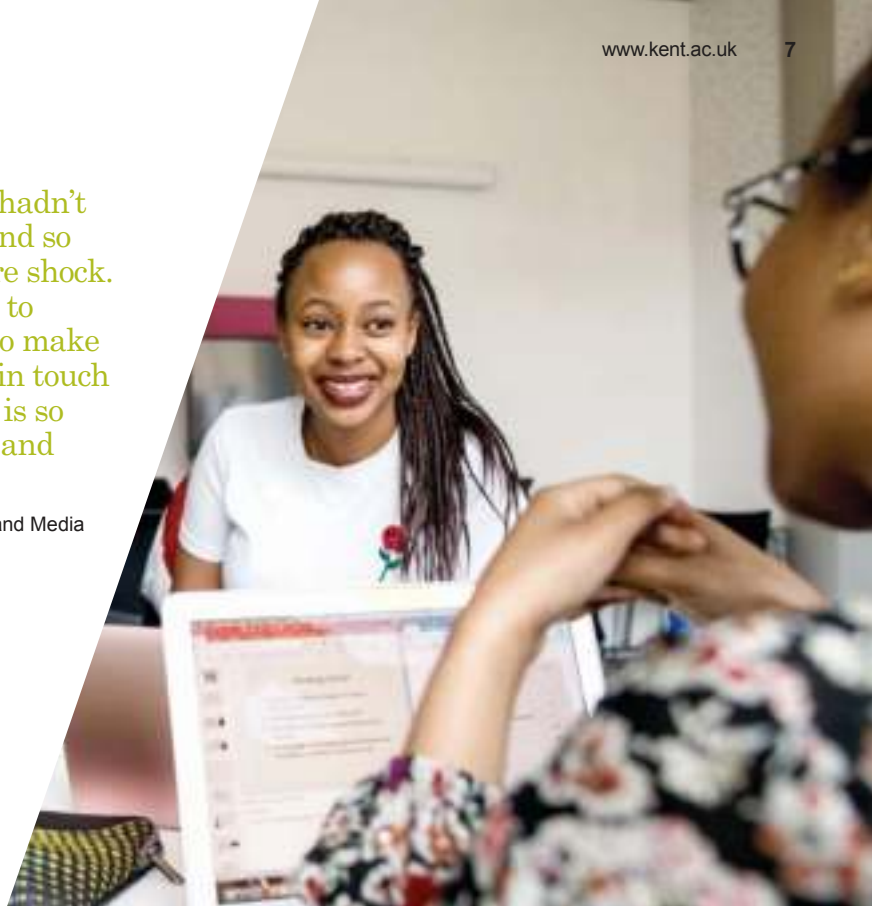 www.kent.ac.uk 7
hadn’t
nd so
re shock.
to
o make
in touch
is so
and
nd Media